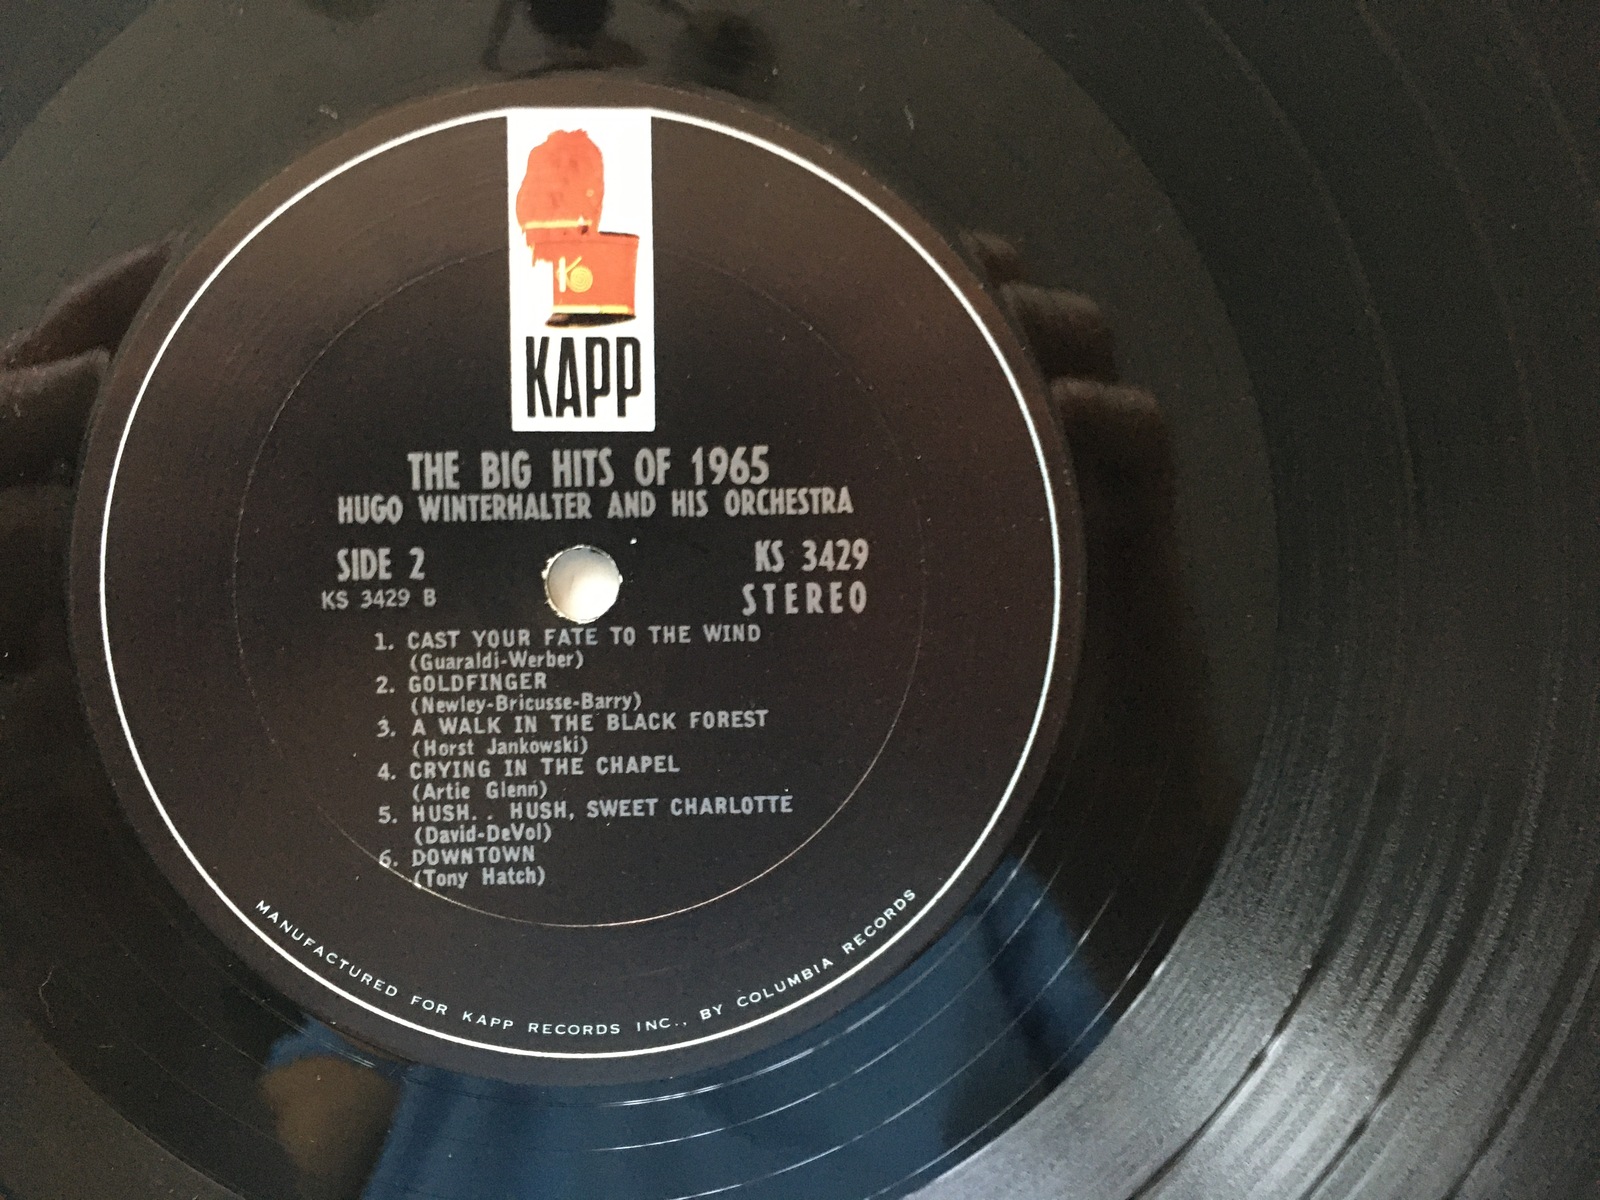 K
KAPP
THE BIG HITS OF 1965
HUGO WINTERHALTER AND HIS ORCHESTRA
SIDE 2
KS 3429 B
KS 3429
STEREO
1. CAST YOUR FATE TO THE WIND
(Guaraldi-Werber)
2. GOLDFINGER
(Newley-Bricusse-Barry)
3. A WALK IN THE BLACK FOREST
(Horst Jankowski)
4. CRYING IN THE CHAPEL
(Artie Glenn)
5. HUSH. . HUSH, SWEET CHARLOTTE
(David-DeVol)
6. DOWNTOWN
(Tony Hatch)
MANUFACTURED FOR KAPP RECORDS INC., BY COLUMBIA RECORDS